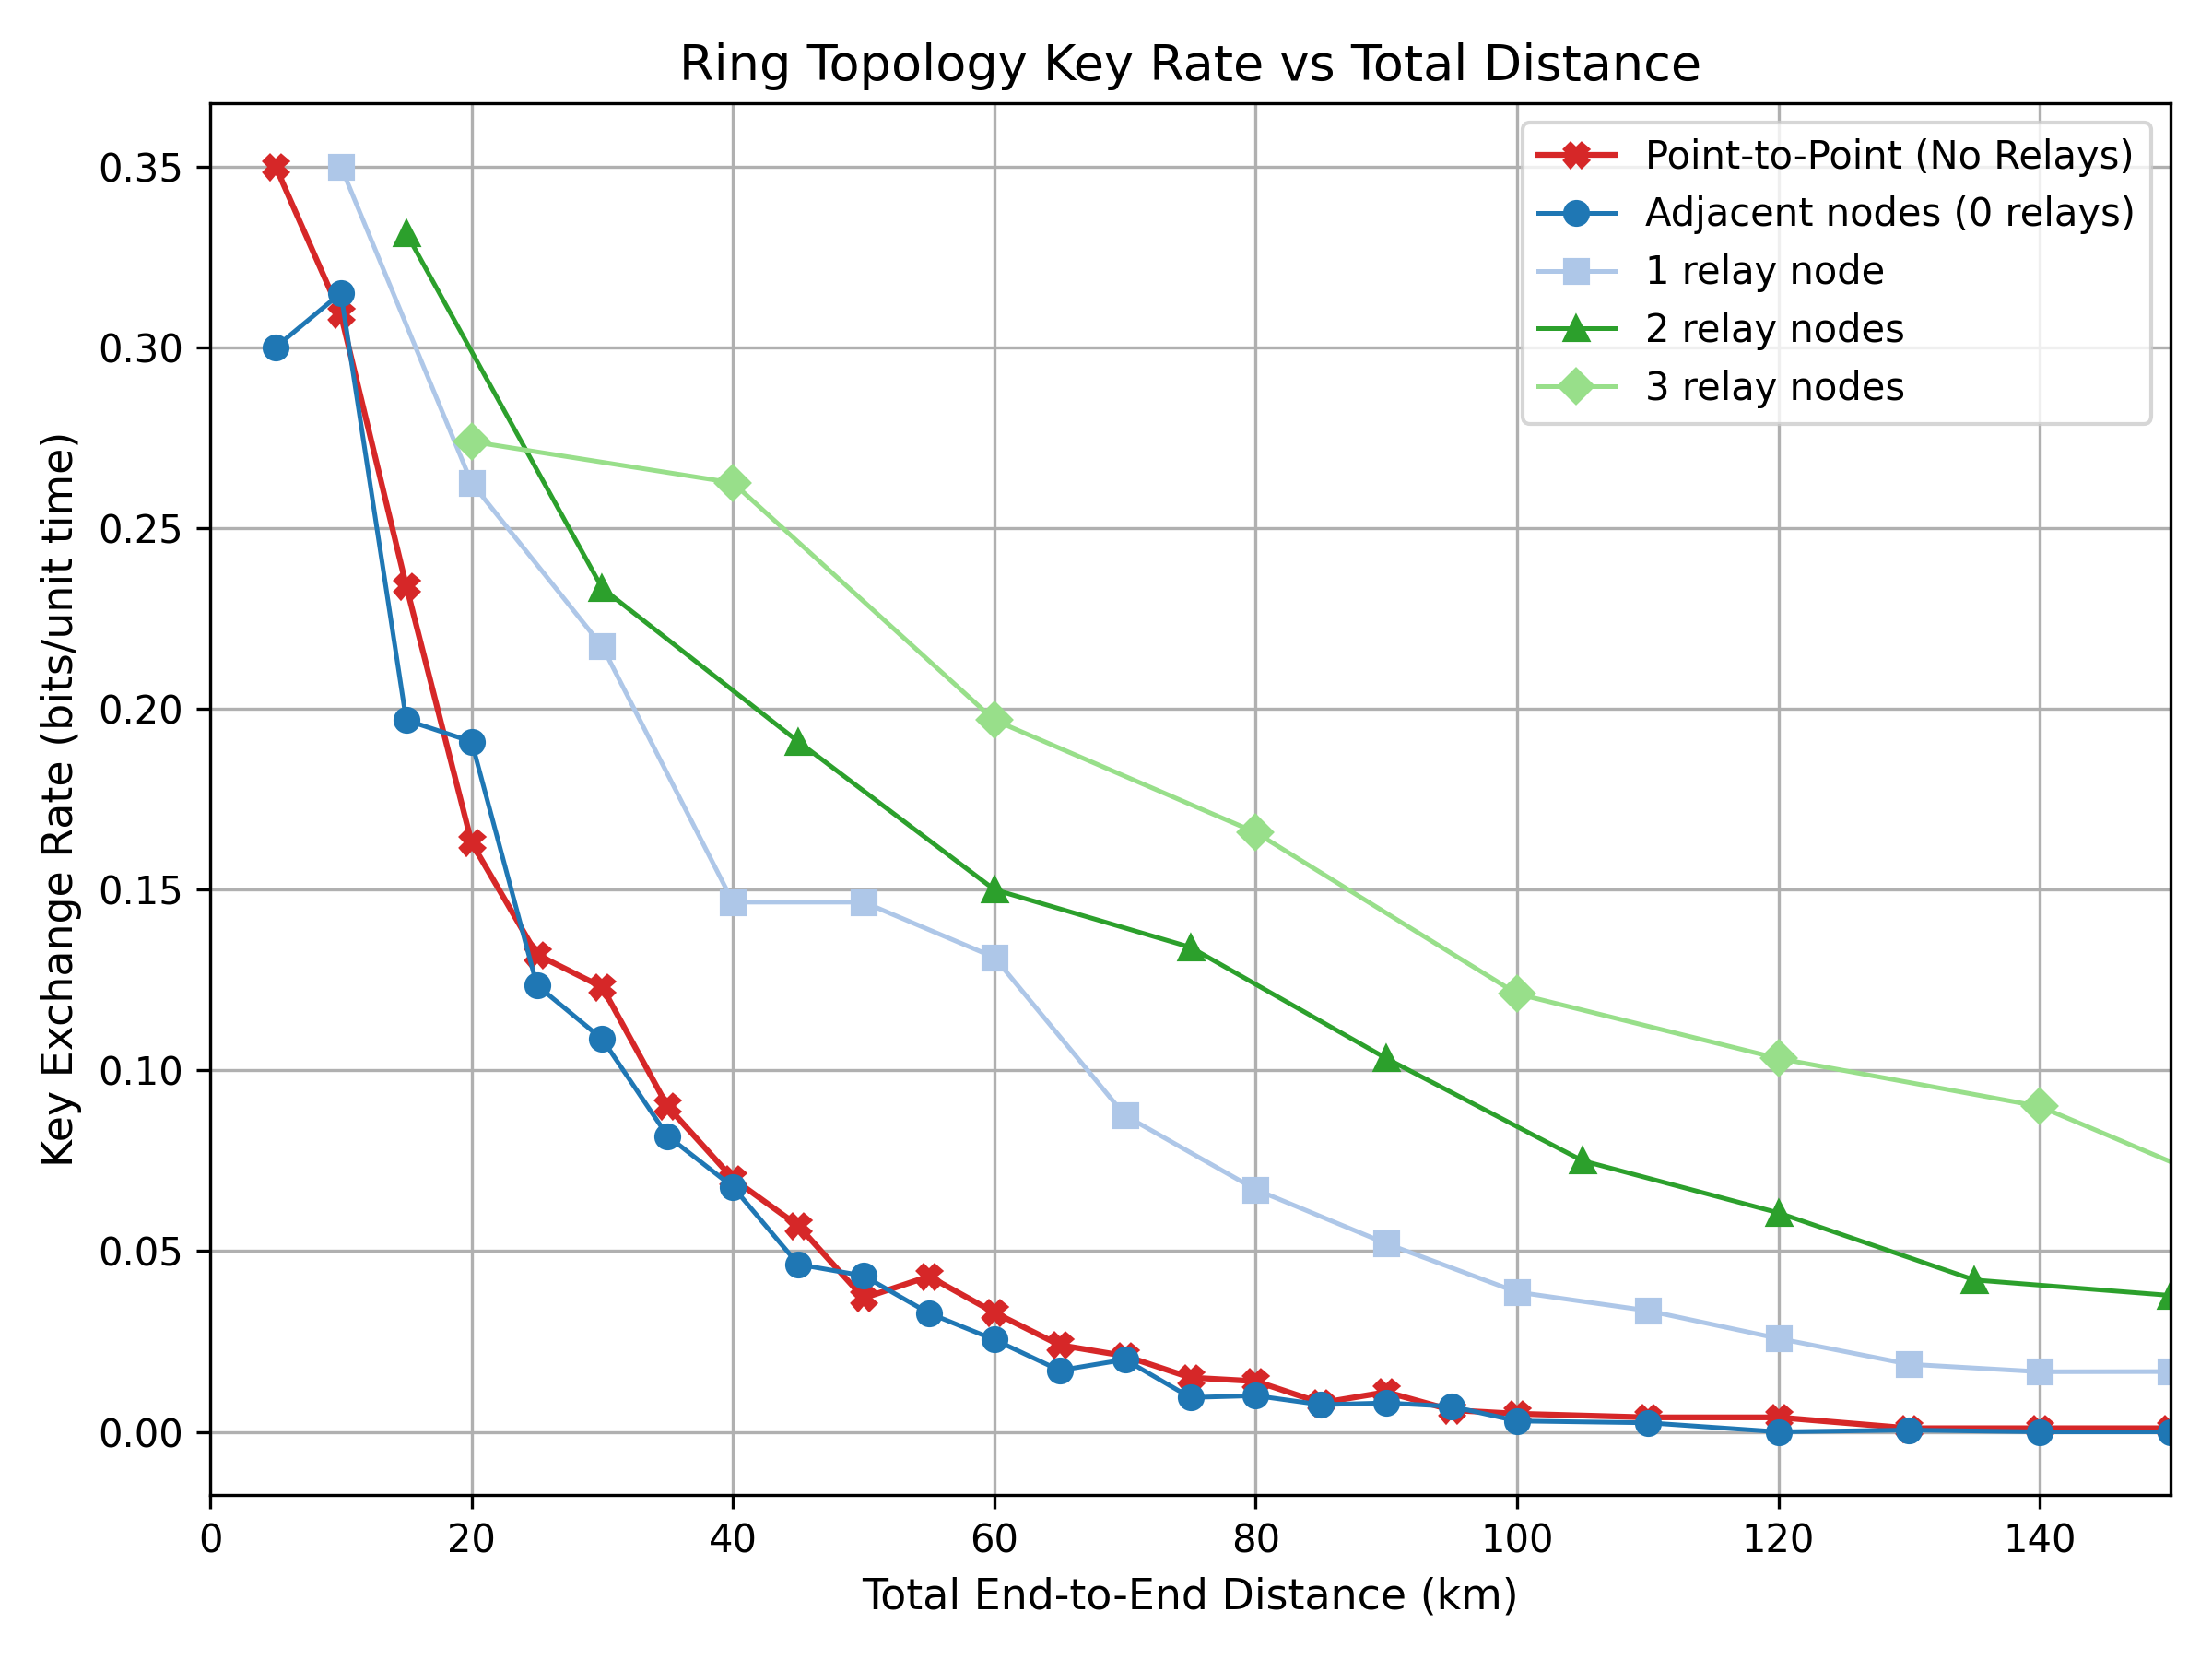 Ring Topology Key Rate vs Total Distance
Key Exchange Rate (bits/unit time)
0.35
0.30
0.25
0.20
0.15
0.10
0.05
0.00
Point-to-Point (No Relays)
Adjacent nodes (0 relays)
1 relay node
2 relay nodes
3 relay nodes
0 20 40 60 80 100 120 140
Total End-to-End Distance (km)